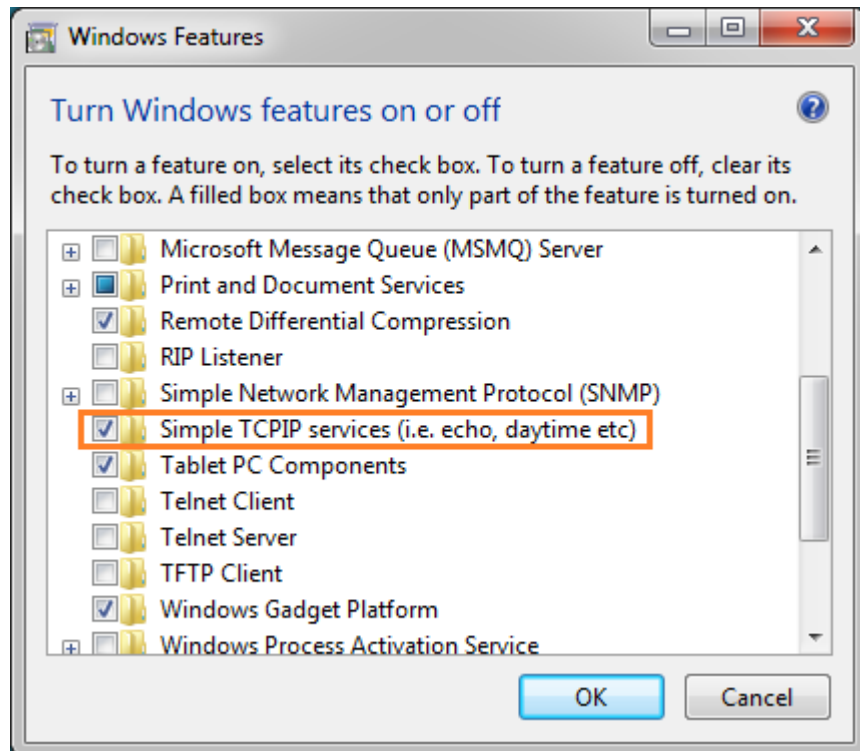 Windows Features
Turn Windows features on or off
To turn a feature on, select its check box. To turn a feature off, clear its
check box. A filled box means that only part of the feature is turned on.
Microsoft Message Queue (MSMQ) Server
Print and Document Services
Remote Differential Compression
RIP Listener
Simple Network Management Protocol (SNMP)
Simple TCPIP services (i.e. echo, daytime etc)
Tablet PC Components
Telnet Client
Telnet Server
TFTP Client
Windows Gadget Platform
Windows Process Activation Service
OK Cancel